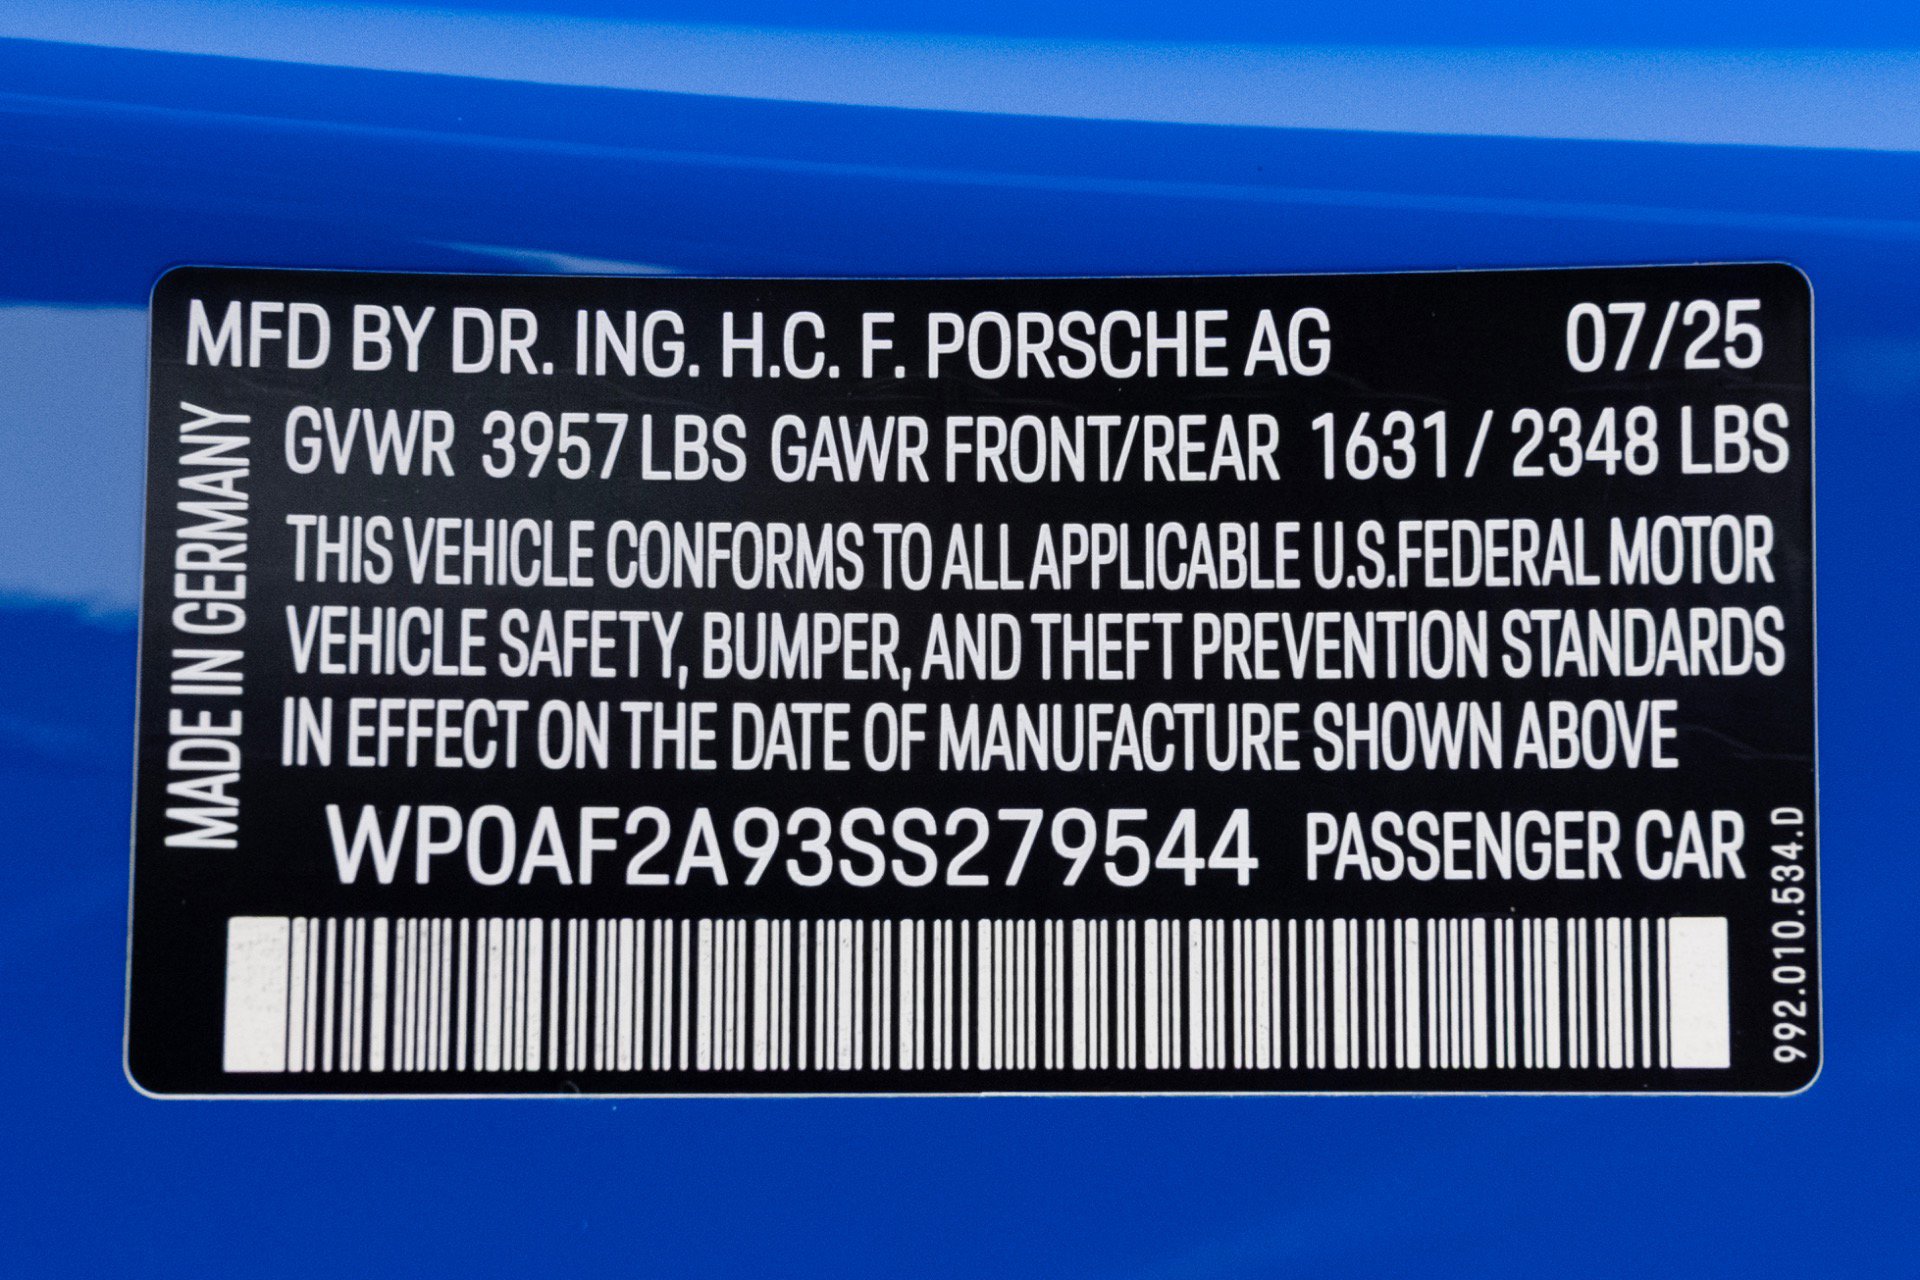 MFD BY DR. ING. H.C. F. PORSCHE AG 07/25
GVWR 3957 LBS GAWR FRONT/REAR 1631 / 2348 LBS
THIS VEHICLE CONFORMS TO ALL APPLICABLE U.S.FEDERAL MOTOR
VEHICLE SAFETY, BUMPER, AND THEFT PREVENTION STANDARDS
IN EFFECT ON THE DATE OF MANUFACTURE SHOWN ABOVE
WP0AF2A93SS279544 PASSENGER CAR
MADE IN GERMANY
992.010.534.D